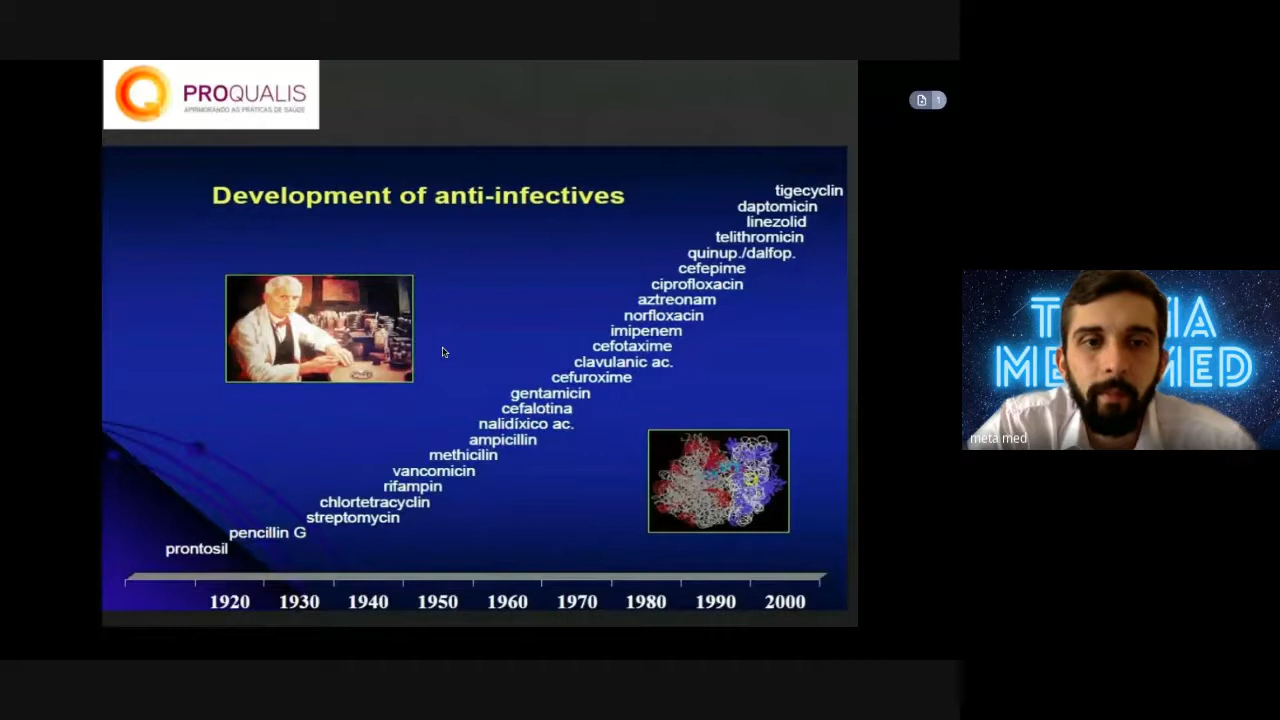 PROQUALIS
APRIMORANDO AS PRÁTICAS DE SAÚDE
1
Development of anti-infectives
tigecyclin
daptomicin
linezolid
telithromicin
quinup./dalfop.
cefepime
ciprofloxacin
aztreonam
norfloxacin
imipenem
cefotaxime
clavulanic ac.
cefuroxime
gentamicin
cefalotina
nalidíxico ac.
ampicillin
methicilin
vancomicin
rifampin
chlortetracyclin
streptomycin
pencillin G
prontosil
1920 1930 1940 1950 1960 1970 1980 1990 2000
MED
meta med